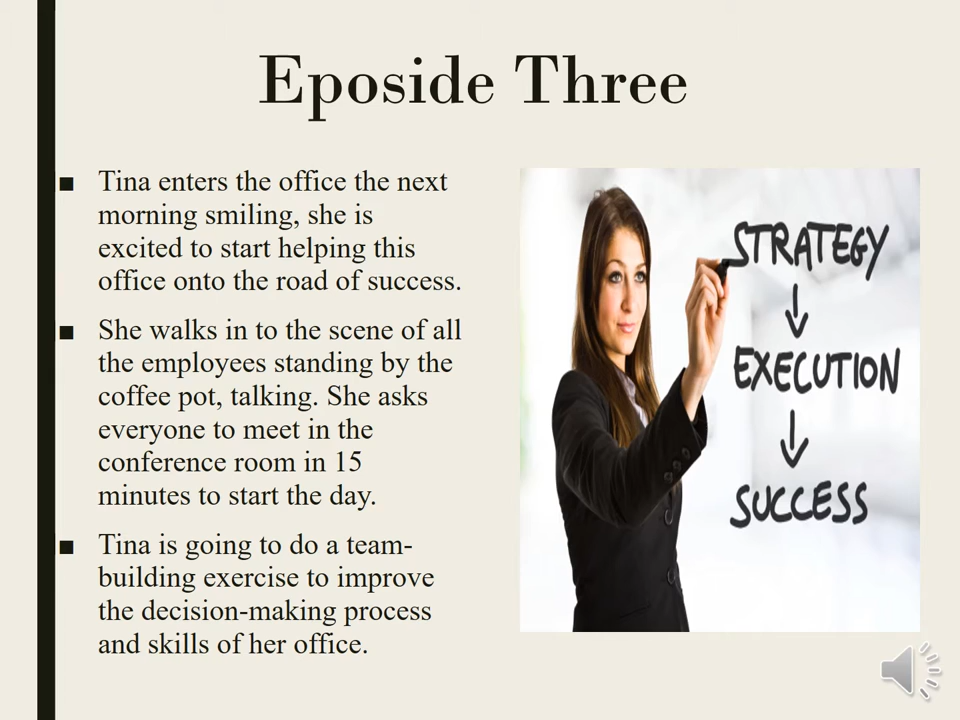 Eposide Three
■ Tina enters the office the next
morning smiling, she is
excited to start helping this
office onto the road of success.
■ She walks in to the scene of all
the employees standing by the
coffee pot, talking. She asks
everyone to meet in the
conference room in 15
minutes to start the day.
■ Tina is going to do a team-
building exercise to improve
the decision-making process
and skills of her office.
STRATEGY
↓
EXECUTION
↓
SUCCESS